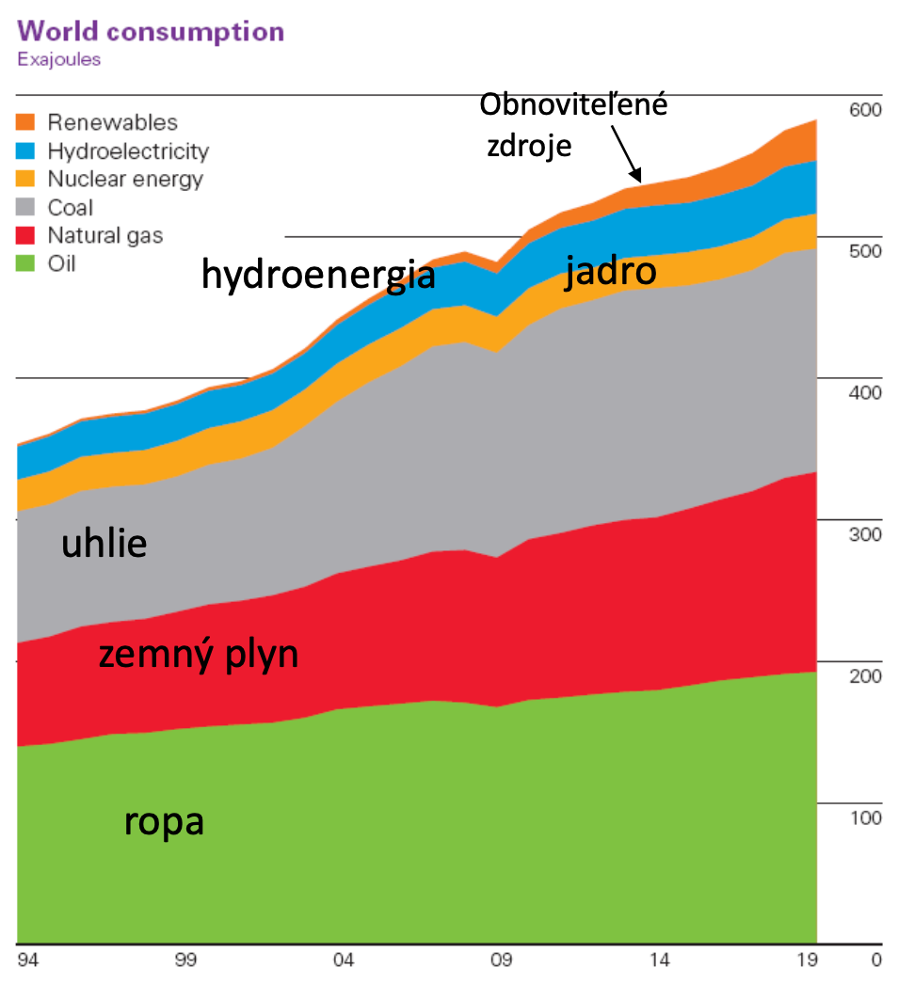 World consumption
Exajoules
600
Obnoviteľené
zdroje
Renewables
Hydroelectricity
Nuclear energy
Coal
Natural gas
Oil
500
hydroenergia
jadro
400
300
uhlie
zemný plyn
200
ropa
100
94 99 04 09 14 19 0